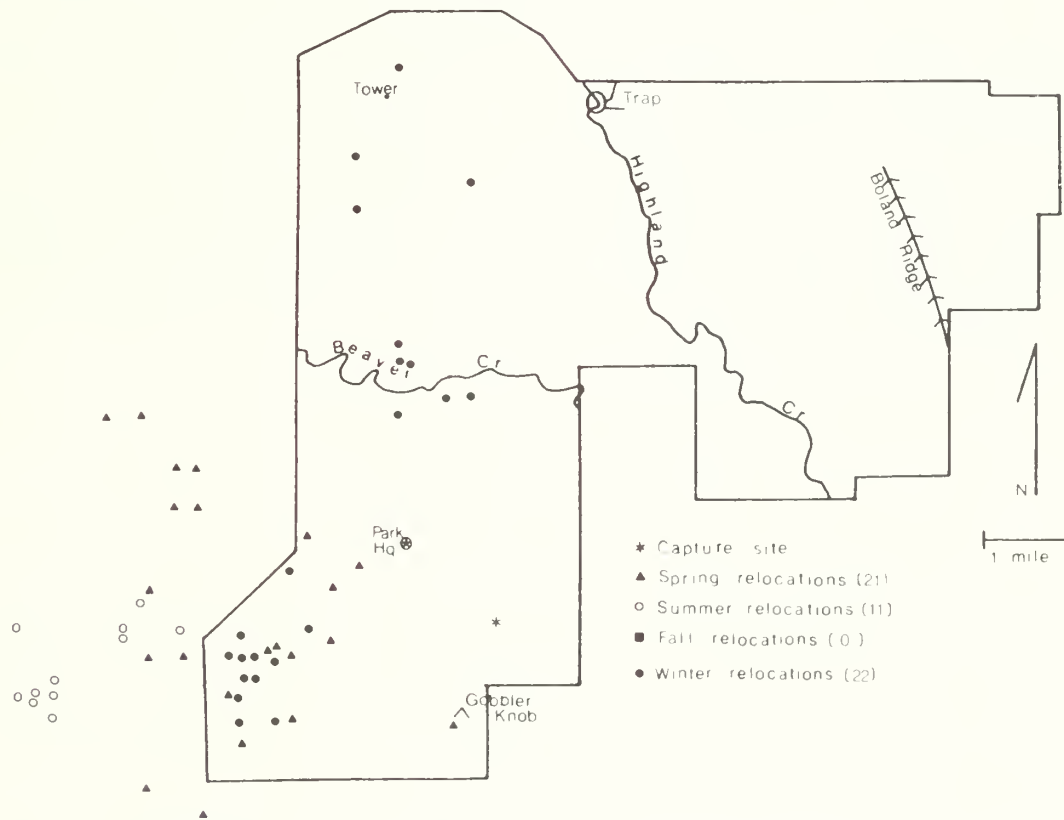 Tower
Trap
Highland
Boland Ridge
Beaver Cr
Cr
N
1 mile
Park
Hq
Capture site
Spring relocations (21)
Summer relocations (11)
Fall relocations (0)
Winter relocations (22)
Gobbler
Knob